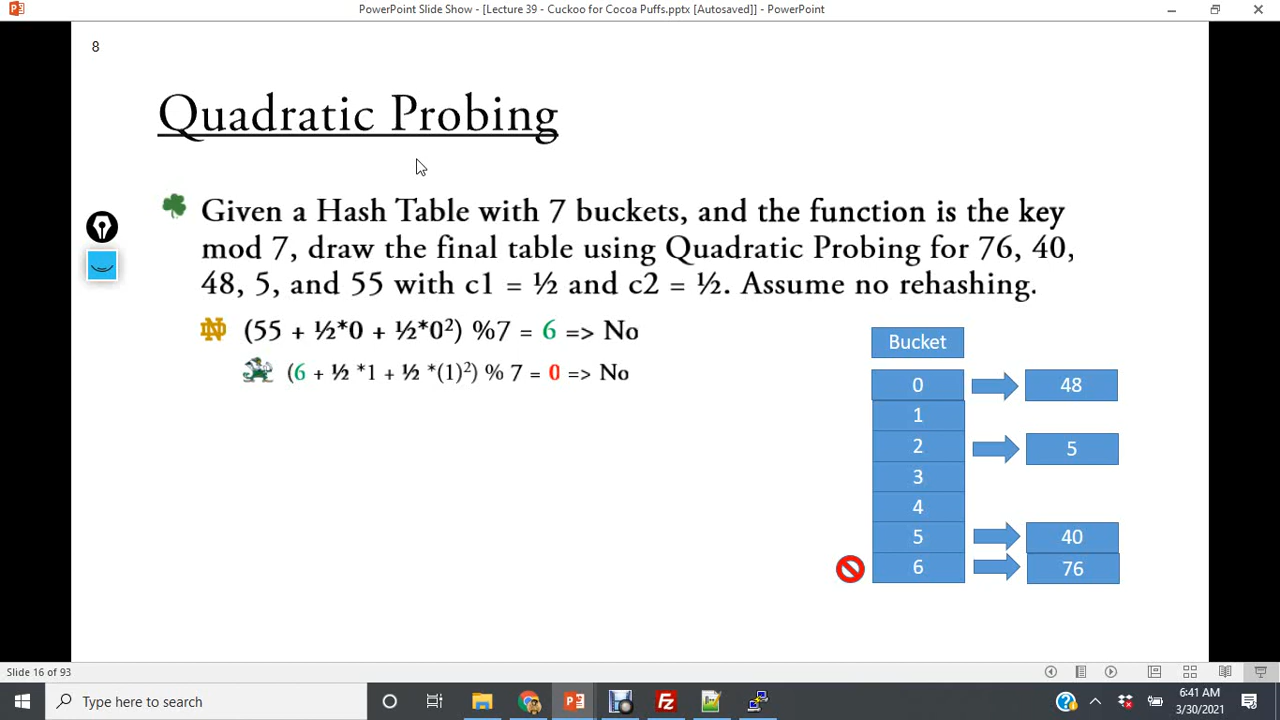 PowerPoint Slide Show - [Lecture 39 - Cuckoo for Cocoa Puffs.pptx [Autosaved]] - PowerPoint
8
Quadratic Probing
Given a Hash Table with 7 buckets, and the function is the key
mod 7, draw the final table using Quadratic Probing for 76, 40,
48, 5, and 55 with c1 = ½ and c2 = ½. Assume no rehashing.
(55 + ½*0 + ½*0²) %7 = 6 => No
(6 + ½ *1 + ½ *(1)²) % 7 = 0 => No
Bucket
0 48
1
2 5
3
4
5 40
6 76
Slide 16 of 93
Type here to search
6:41 AM
3/30/2021